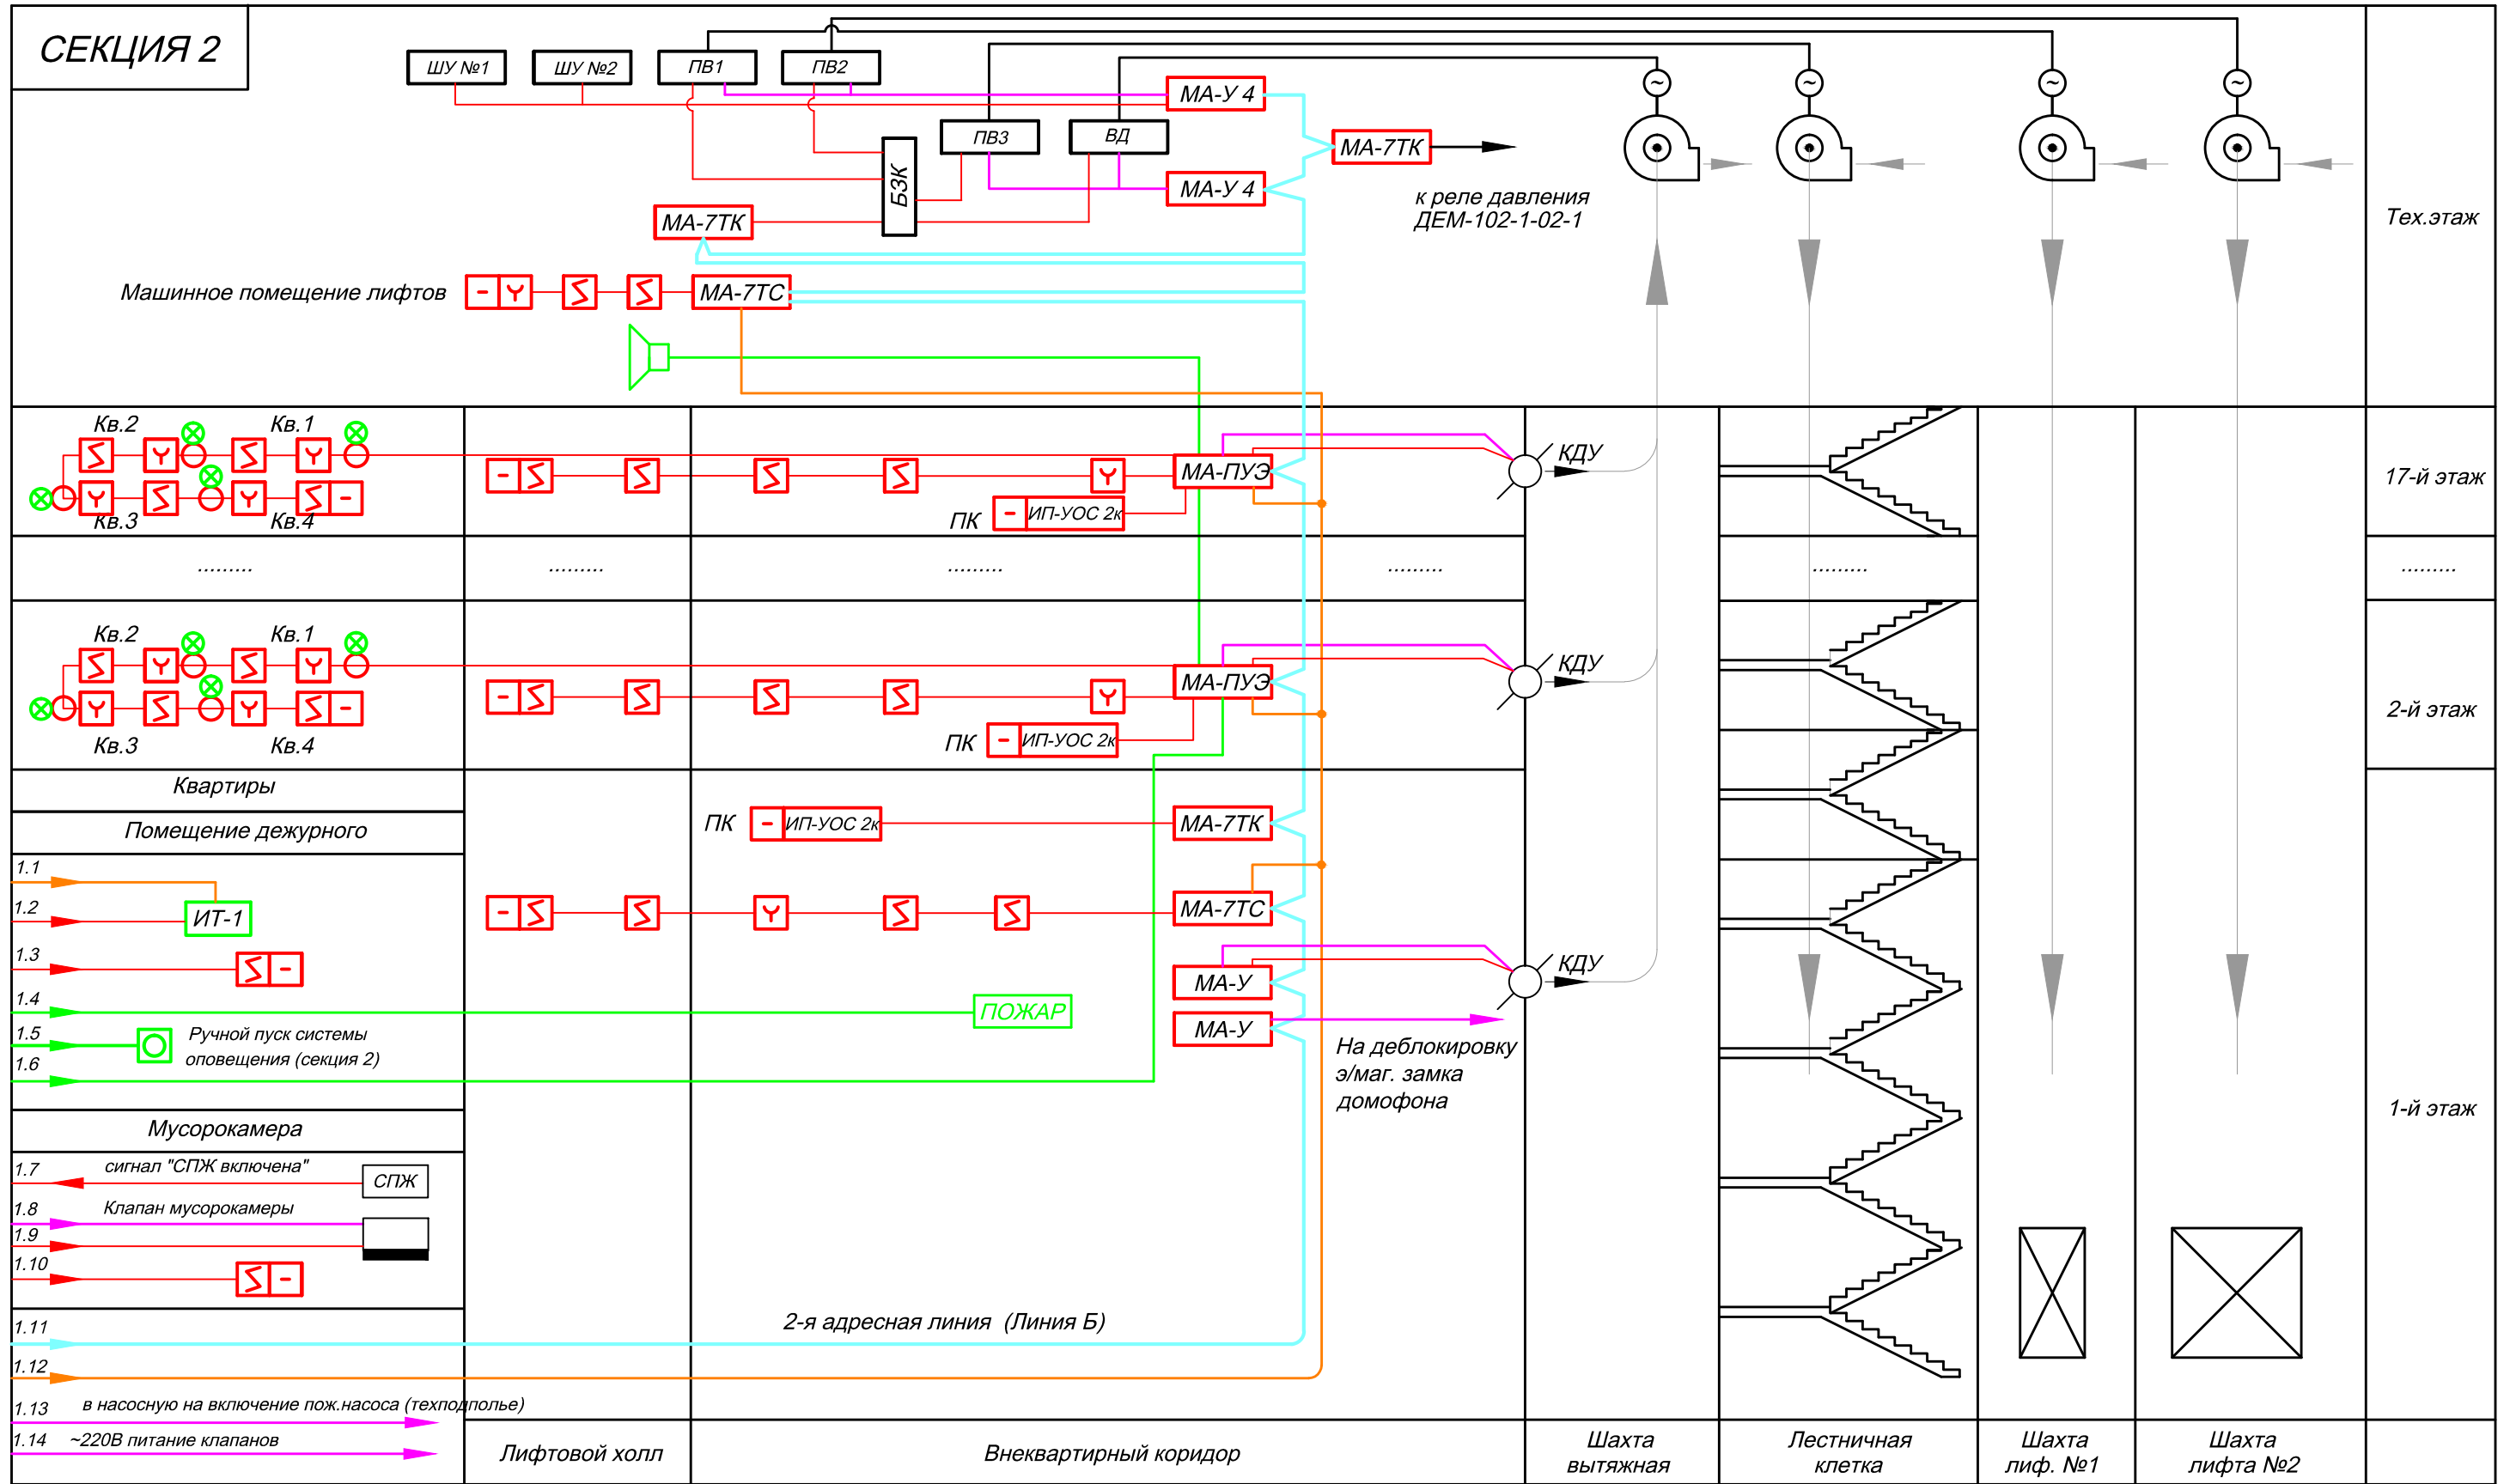 СЕКЦИЯ 2
ШУ №1
ШУ №2
ПВ1
ПВ2
МА-У 4
ПВ3
ВД
МА-7ТК
БЗК
МА-У 4
к реле давления
ДЕМ-102-1-02-1
МА-7ТК
Тех.этаж
Машинное помещение лифтов
МА-7ТС
Кв.2
Кв.1
МА-ПУЭ
КДУ
17-й этаж
Кв.3
Кв.4
ПК
ИП-УОС 2к
.........
.........
.........
.........
.........
.........
Кв.2
Кв.1
МА-ПУЭ
КДУ
2-й этаж
Кв.3
Кв.4
ПК
ИП-УОС 2к
Квартиры
Помещение дежурного
ПК
ИП-УОС 2к
МА-7ТК
1.1
1.2
ИТ-1
МА-7ТС
1.3
КДУ
МА-У
1.4
ПОЖАР
МА-У
1.5
Ручной пуск системы
оповещения (секция 2)
1.6
На деблокировку
э/маг. замка
домофона
1-й этаж
Мусорокамера
1.7
сигнал "СПЖ включена"
СПЖ
1.8
Клапан мусорокамеры
1.9
1.10
1.11
2-я адресная линия (Линия Б)
1.12
1.13
в насосную на включение пож.насоса (техподполье)
1.14
~220В питание клапанов
Лифтовой холл
Внеквартирный коридор
Шахта
вытяжная
Лестничная
клетка
Шахта
лиф. №1
Шахта
лифта №2